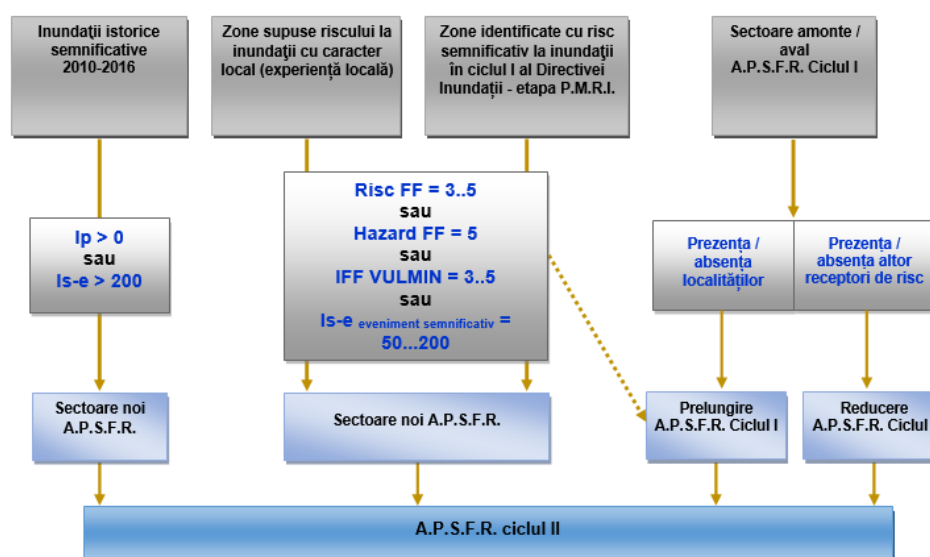 Inundații istorice
semnificative
2010-2016
Zone supuse riscului la
inundații cu caracter
local (experiență locală)
Zone identificate cu risc
semnificativ la inundații
în ciclul I al Directivei
Inundații - etapa P.M.R.I.
Sectoare amonte /
aval
A.P.S.F.R. Ciclul I
Ip > 0
sau
Is-e > 200
Risc FF = 3..5
sau
Hazard FF = 5
sau
IFF VULMIN = 3..5
sau
Is-e eveniment semnificativ =
50...200
Prezența /
absența
localităților
Prezența /
absența altor
receptori de risc
Sectoare noi
A.P.S.F.R.
Sectoare noi A.P.S.F.R.
Prelungire
A.P.S.F.R. Ciclul I
Reducere
A.P.S.F.R. Ciclul
A.P.S.F.R. ciclul II